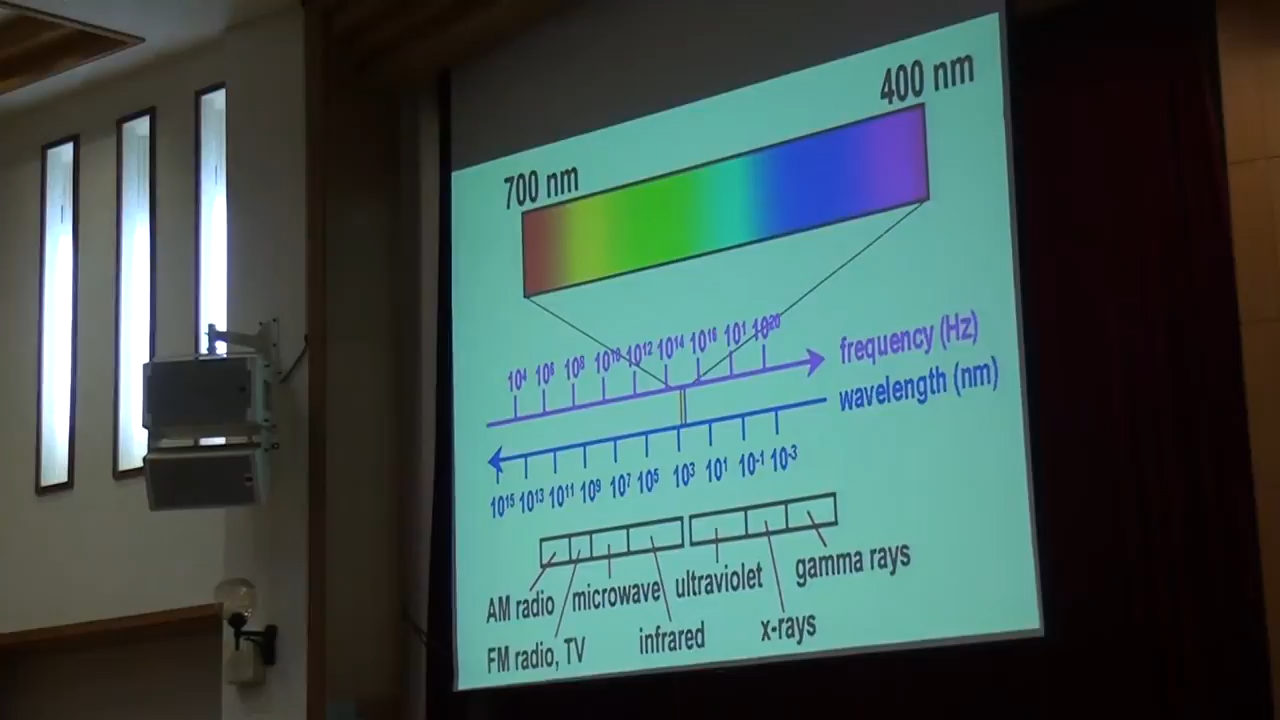 400 nm
700 nm
10⁴ 10⁶ 10⁸ 10¹⁰ 10¹² 10¹⁴ 10¹⁶ 10¹ 10²⁰
frequency (Hz)
wavelength (nm)
10¹⁵ 10¹³ 10¹¹ 10⁹ 10⁷ 10⁵ 10³ 10¹ 10⁻¹ 10⁻³
AM radio microwave ultraviolet gamma rays
FM radio, TV infrared x-rays